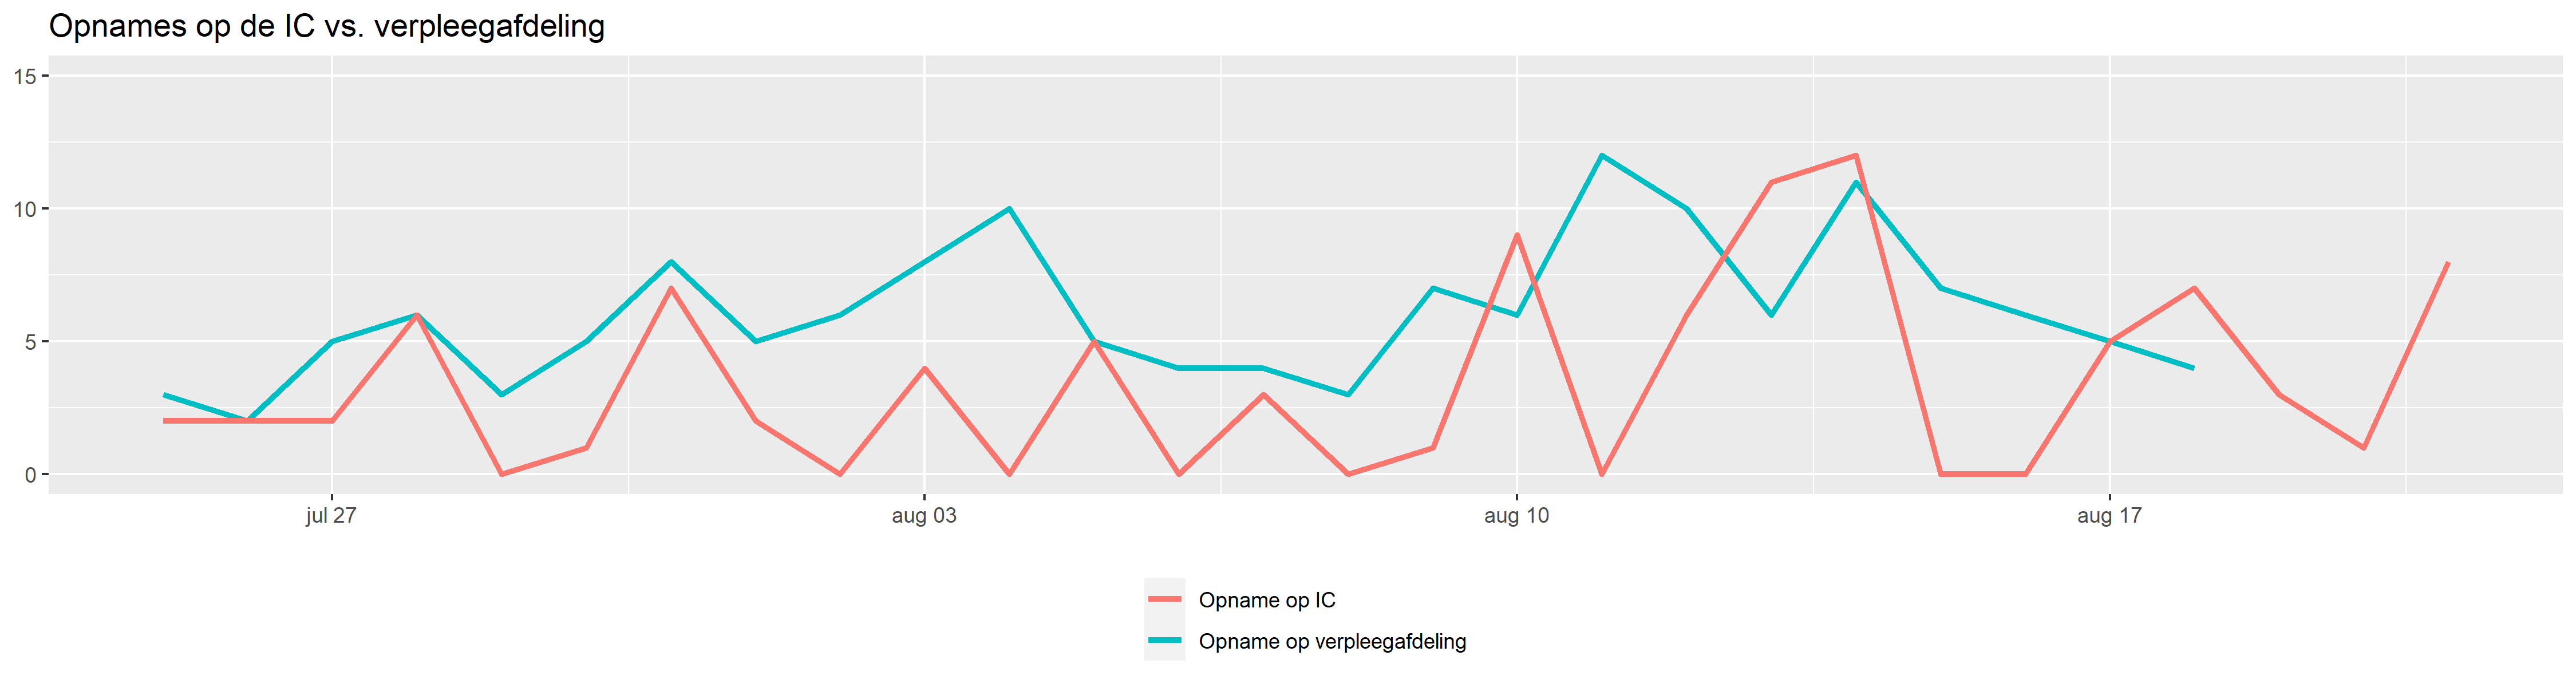 Opnames op de IC vs. verpleegafdeling
15
10
5
0
jul 27 aug 03 aug 10 aug 17
Opname op IC
Opname op verpleegafdeling